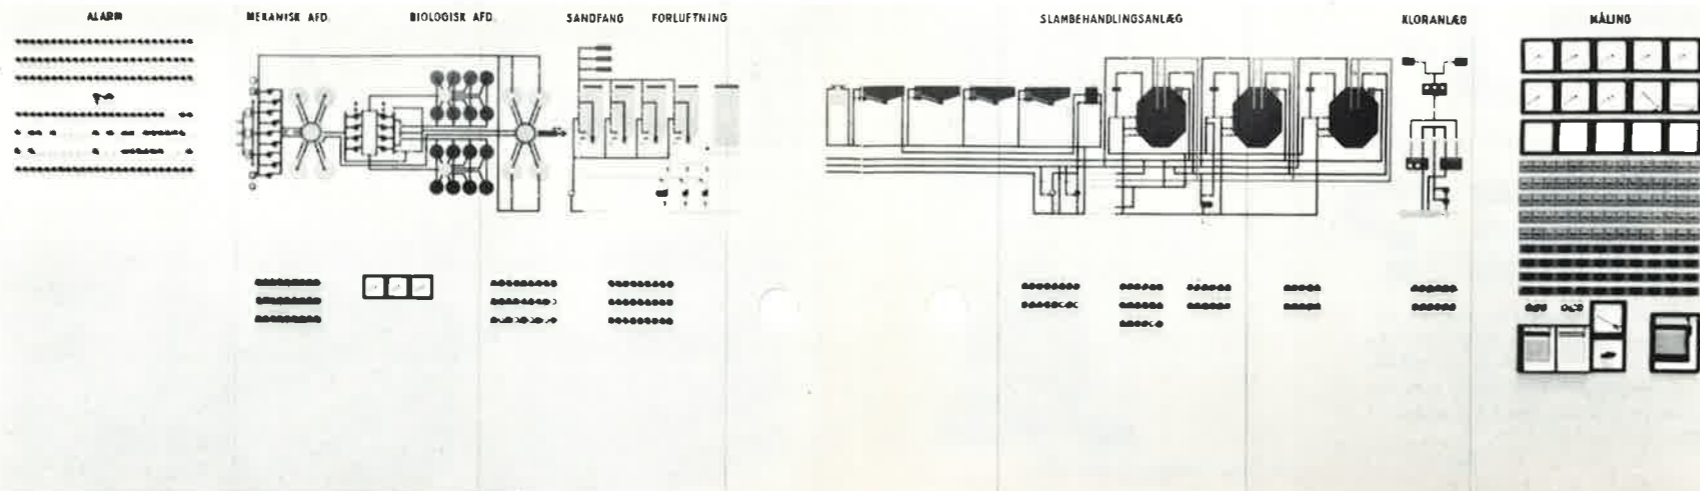 ALARM
MEKANISK AFD.
BIOLOGISK AFD.
SANDFANG
FORLUFTNING
SLAMBEHANDLINGSANLÆG
KLORANLÆG
MÅLING